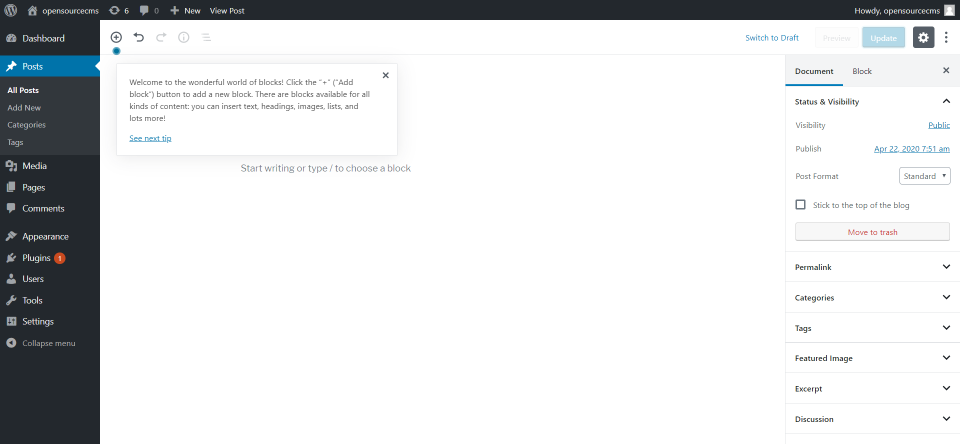 opensourcecms 6 0 New View Post Howdy, opensourcecms
Dashboard
Posts
All Posts
Add New
Categories
Tags
Media
Pages
Comments
Appearance
Plugins 1
Users
Tools
Settings
Collapse menu
Switch to Draft Preview Update
Welcome to the wonderful world of blocks! Click the “+” (“Add
block”) button to add a new block. There are blocks available for all
kinds of content: you can insert text, headings, images, lists, and
lots more!
See next tip
Start writing or type / to choose a block
Document Block
Status & Visibility
Visibility Public
Publish Apr 22, 2020 7:51 am
Post Format Standard
Stick to the top of the blog
Move to trash
Permalink
Categories
Tags
Featured Image
Excerpt
Discussion